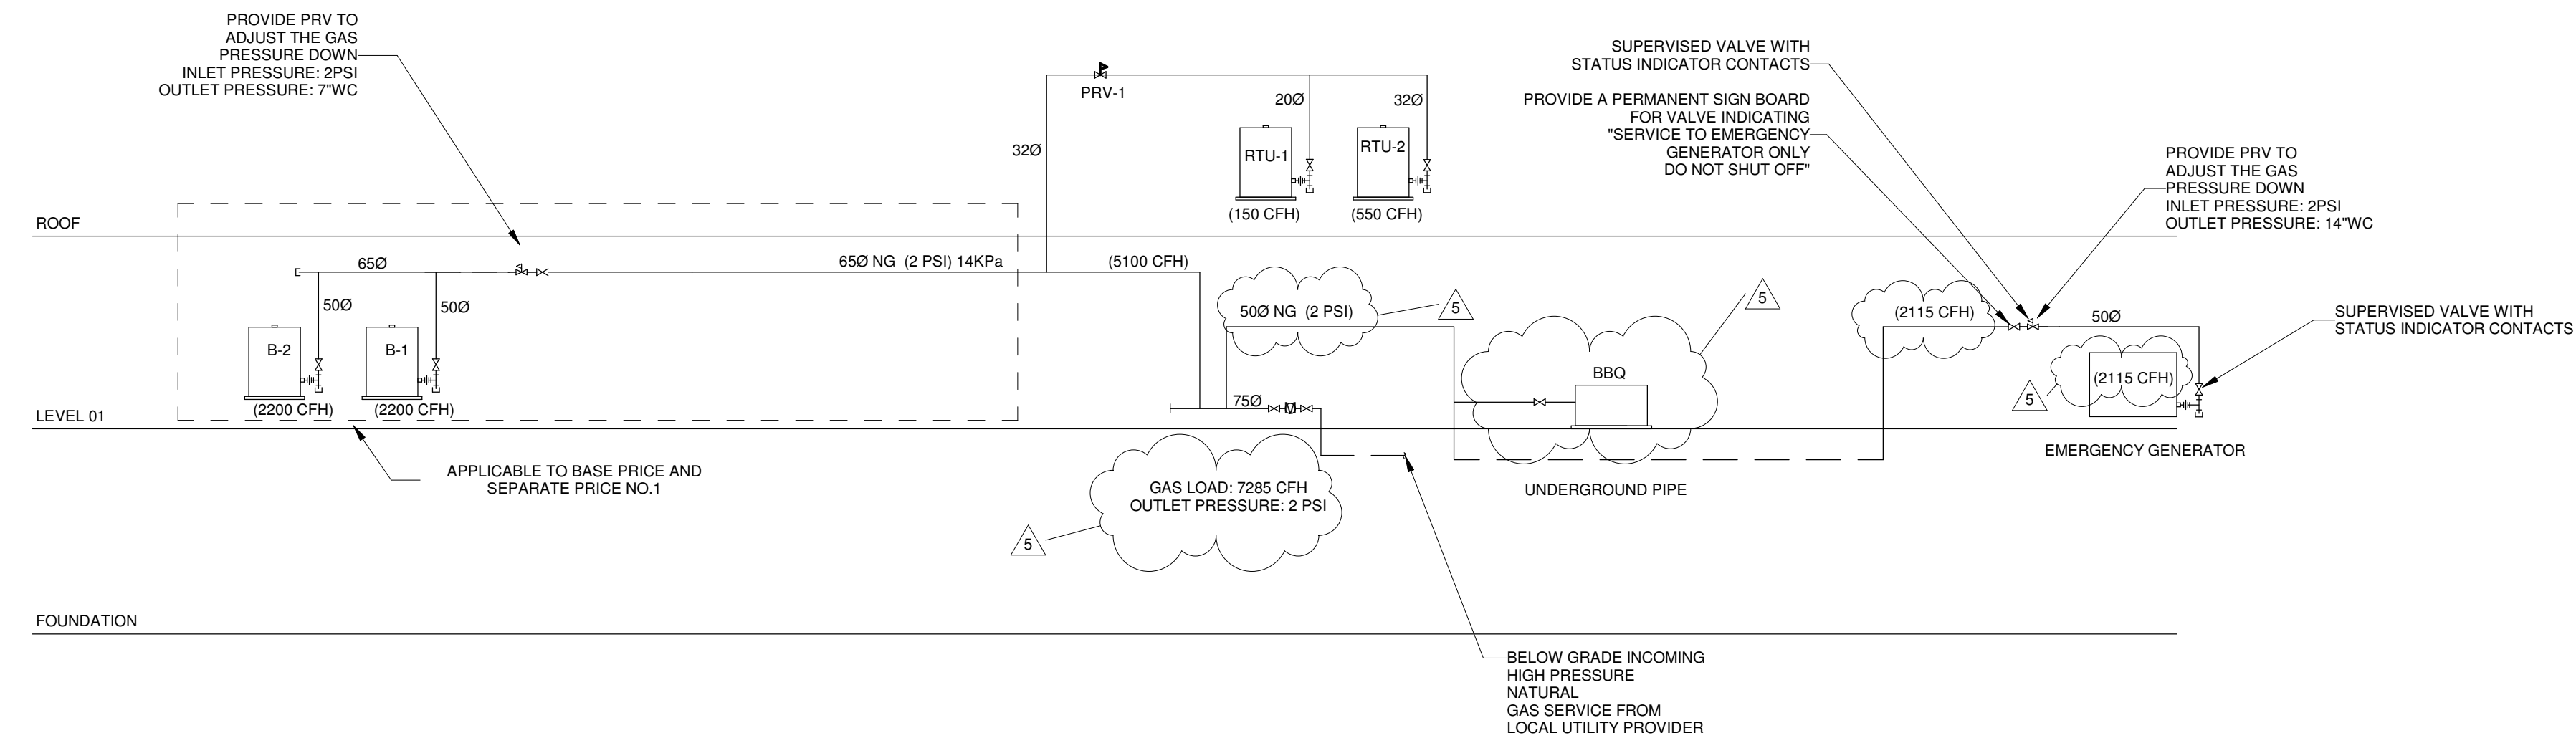 PROVIDE PRV TO
ADJUST THE GAS
PRESSURE DOWN
INLET PRESSURE: 2PSI
OUTLET PRESSURE: 7"WC
PRV-1
20Ø
32Ø
32Ø
RTU-1
RTU-2
(150 CFH)
(550 CFH)
SUPERVISED VALVE WITH
STATUS INDICATOR CONTACTS
PROVIDE A PERMANENT SIGN BOARD
FOR VALVE INDICATING
"SERVICE TO EMERGENCY
GENERATOR ONLY
DO NOT SHUT OFF"
PROVIDE PRV TO
ADJUST THE GAS
PRESSURE DOWN
INLET PRESSURE: 2PSI
OUTLET PRESSURE: 14"WC
ROOF
65Ø
65Ø NG (2 PSI) 14KPa
(5100 CFH)
50Ø
50Ø
B-2
B-1
(2200 CFH)
(2200 CFH)
50Ø NG (2 PSI)
5
5
BBQ
75Ø
M
(2115 CFH)
50Ø
SUPERVISED VALVE WITH
STATUS INDICATOR CONTACTS
(2115 CFH)
5
LEVEL 01
EMERGENCY GENERATOR
APPLICABLE TO BASE PRICE AND
SEPARATE PRICE NO.1
GAS LOAD: 7285 CFH
OUTLET PRESSURE: 2 PSI
5
UNDERGROUND PIPE
FOUNDATION
BELOW GRADE INCOMING
HIGH PRESSURE
NATURAL
GAS SERVICE FROM
LOCAL UTILITY PROVIDER